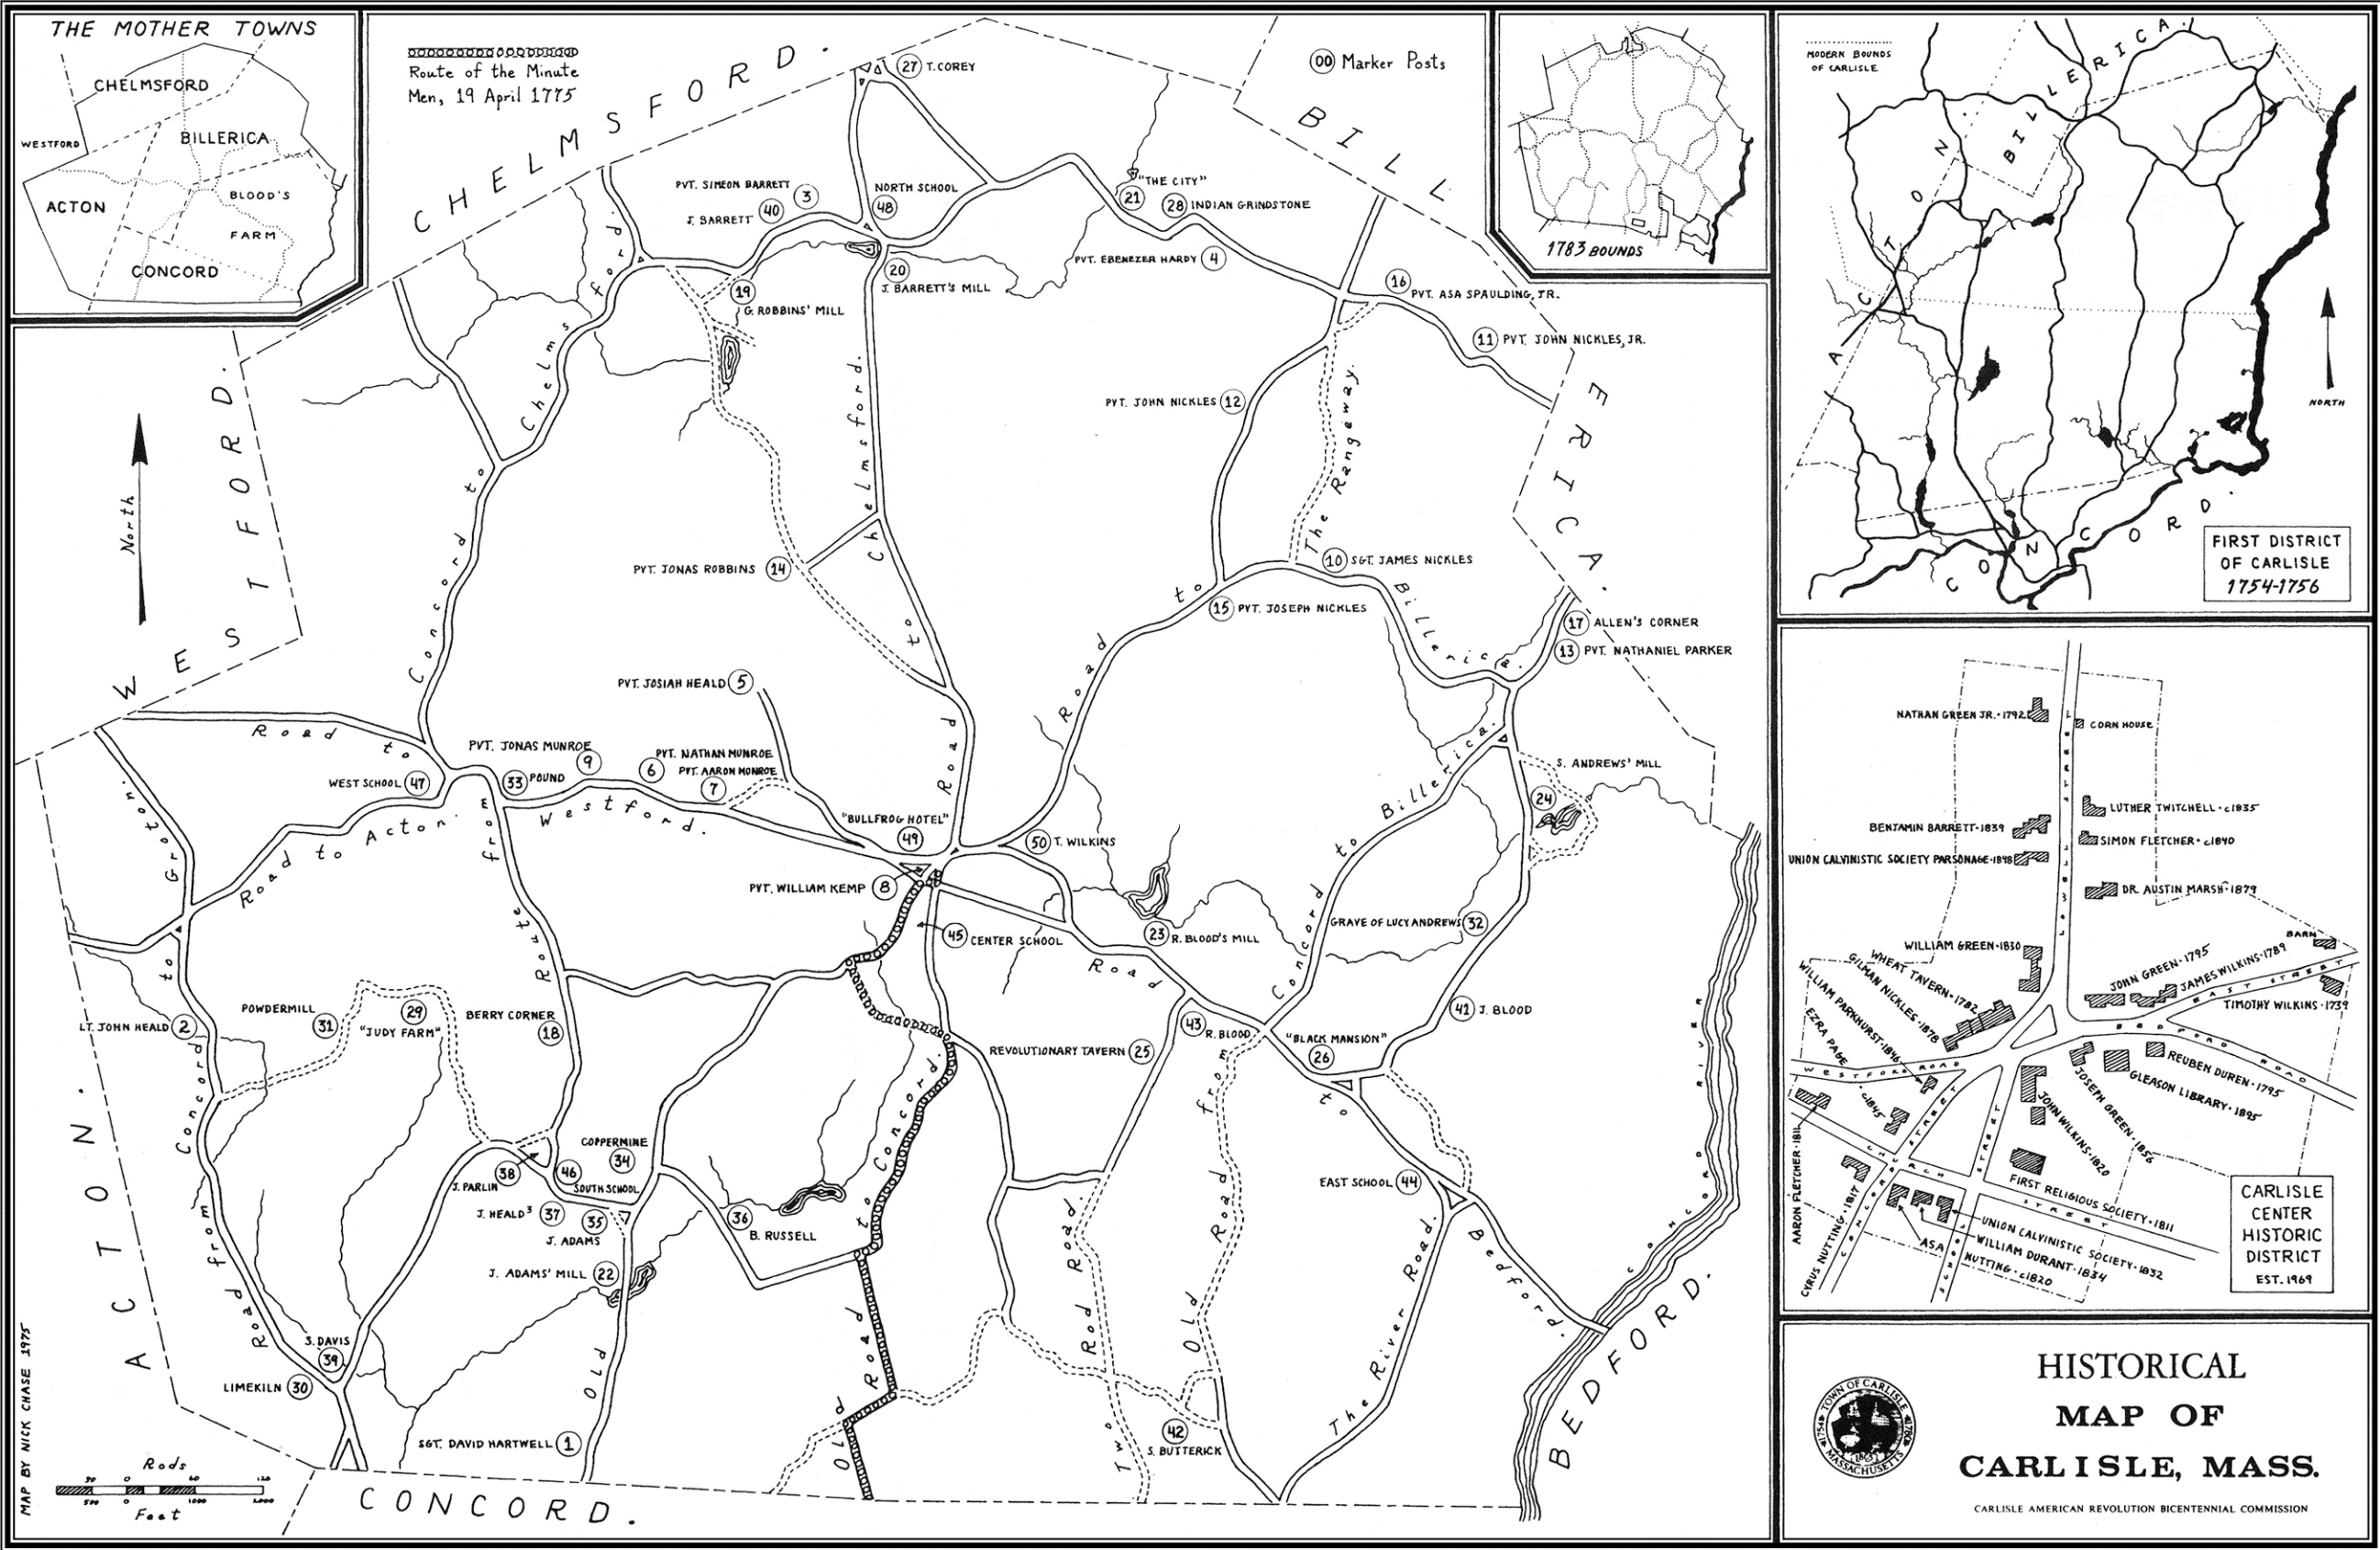 THE MOTHER TOWNS
CHELMSFORD
WESTFORD
BILLERICA
ACTON
BLOOD'S
FARM
CONCORD
Route of the Minute
Men, 19 April 1775
00 Marker Posts
1783 BOUNDS
CHELMSFORD.
BILLERICA.
WESTFORD.
ACTON.
CONCORD.
BEDFORD.
North
27 T. COREY
PVT. SIMEON BARRETT 3
J. BARRETT 40
NORTH SCHOOL
48
"THE CITY"
21
28 INDIAN GRINDSTONE
PVT. EBENEZER HARDY 4
20
J. BARRETT'S MILL
19
G. ROBBINS' MILL
16
PVT. ASA SPAULDING, JR.
11 PVT. JOHN NICKLES, JR.
PVT. JOHN NICKLES 12
The Rangeway.
Road to Chelmsford.
Concord to Chelmsford.
PVT. JONAS ROBBINS 14
10 SGT. JAMES NICKLES
15 PVT. JOSEPH NICKLES
Road to Billerica.
17 ALLEN'S CORNER
13 PVT. NATHANIEL PARKER
PVT. JOSIAH HEALD 5
Road to
PVT. JONAS MUNROE
9
PVT. NATHAN MUNROE
6
PVT. AARON MUNROE
7
WEST SCHOOL 47
33 POUND
Westford.
Road to Acton.
"BULLFROG HOTEL"
49
50 T. WILKINS
S. ANDREWS' MILL
24
PVT. WILLIAM KEMP 8
45 CENTER SCHOOL
23 R. BLOOD'S MILL
GRAVE OF LUCY ANDREWS 32
Concord to Billerica.
Road from Concord to Groton.
Route from
POWDERMILL
31
29
"JUDY FARM"
BERRY CORNER
18
LT. JOHN HEALD 2
REVOLUTIONARY TAVERN 25
43
R. BLOOD
"BLACK MANSION"
26
41 J. BLOOD
Road to Bedford.
COPPERMINE
34
38
J. PARLIN
46
SOUTH SCHOOL
J. HEALD 3 37
35
J. ADAMS
36
B. RUSSELL
J. ADAMS' MILL 22
EAST SCHOOL 44
S. DAVIS
39
LIMEKILN 30
SGT. DAVID HARTWELL 1
Old
Old Road to Concord.
Two Rod Road.
Old Road from
The River Road.
42
S. BUTTERICK
CONCORD RIVER
Rods
30 0 60 120
500 0 1000 2000
Feet
MAP BY NICK CHASE 1975
MODERN BOUNDS
OF CARLISLE
BILLERICA.
ACTON.
CONCORD.
NORTH
FIRST DISTRICT
OF CARLISLE
1754-1756
NATHAN GREEN JR. • 1792
CORN HOUSE
LOWELL STREET
LUTHER TWITCHELL • c1835
BENJAMIN BARRETT • 1839
SIMON FLETCHER • c1840
UNION CALVINISTIC SOCIETY PARSONAGE • 1848
DR. AUSTIN MARSH • 1879
WILLIAM GREEN • 1830
WHEAT TAVERN • 1782
GILMAN NICKLES • 1878
WILLIAM PARKHURST • 1846
EZRA PAGE
c1845
JOHN GREEN • 1795
JAMES WILKINS • 1789
BARN
EAST STREET
TIMOTHY WILKINS • 1739
BEDFORD ROAD
WESTFORD ROAD
REUBEN DUREN • 1795
GLEASON LIBRARY • 1895
JOSEPH GREEN • 1856
JOHN WILKINS • 1820
AARON FLETCHER • 1811
CHURCH STREET
CONCORD STREET
SCHOOL STREET
FIRST RELIGIOUS SOCIETY • 1811
CYRUS NUTTING • 1817
UNION CALVINISTIC SOCIETY • 1832
WILLIAM DURANT • 1834
ASA NUTTING • c1820
CARLISLE
CENTER
HISTORIC
DISTRICT
EST. 1969
TOWN OF CARLISLE
1754 1780
MASSACHUSETTS
HISTORICAL
MAP OF
CARLISLE, MASS.
CARLISLE AMERICAN REVOLUTION BICENTENNIAL COMMISSION